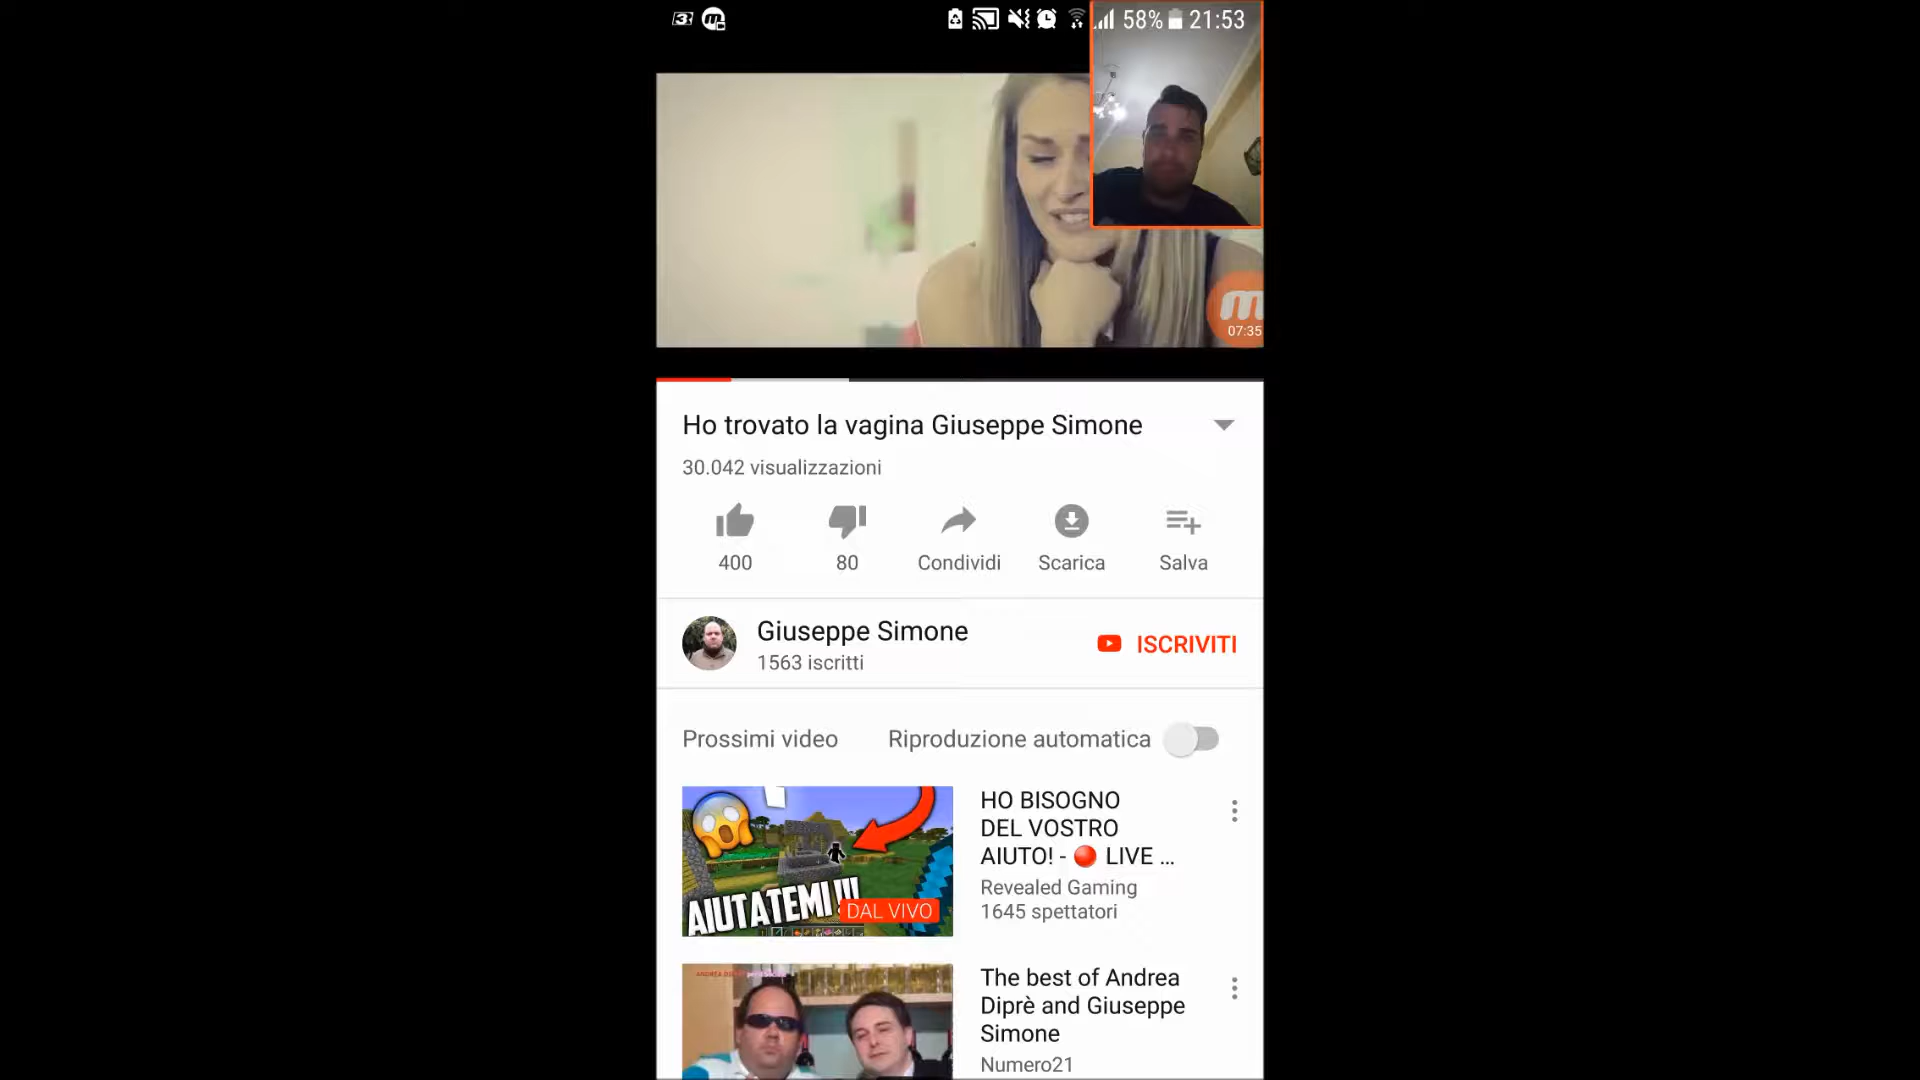 3
58% 21:53
07:35
Ho trovato la vagina Giuseppe Simone
30.042 visualizzazioni
400
80
Condividi
Scarica
Salva
Giuseppe Simone
1563 iscritti
ISCRIVITI
Prossimi video
Riproduzione automatica
AIUTATEMI!!!
DAL VIVO
HO BISOGNO
DEL VOSTRO
AIUTO! - 🔴 LIVE ...
Revealed Gaming
1645 spettatori
The best of Andrea
Diprè and Giuseppe
Simone
Numero21